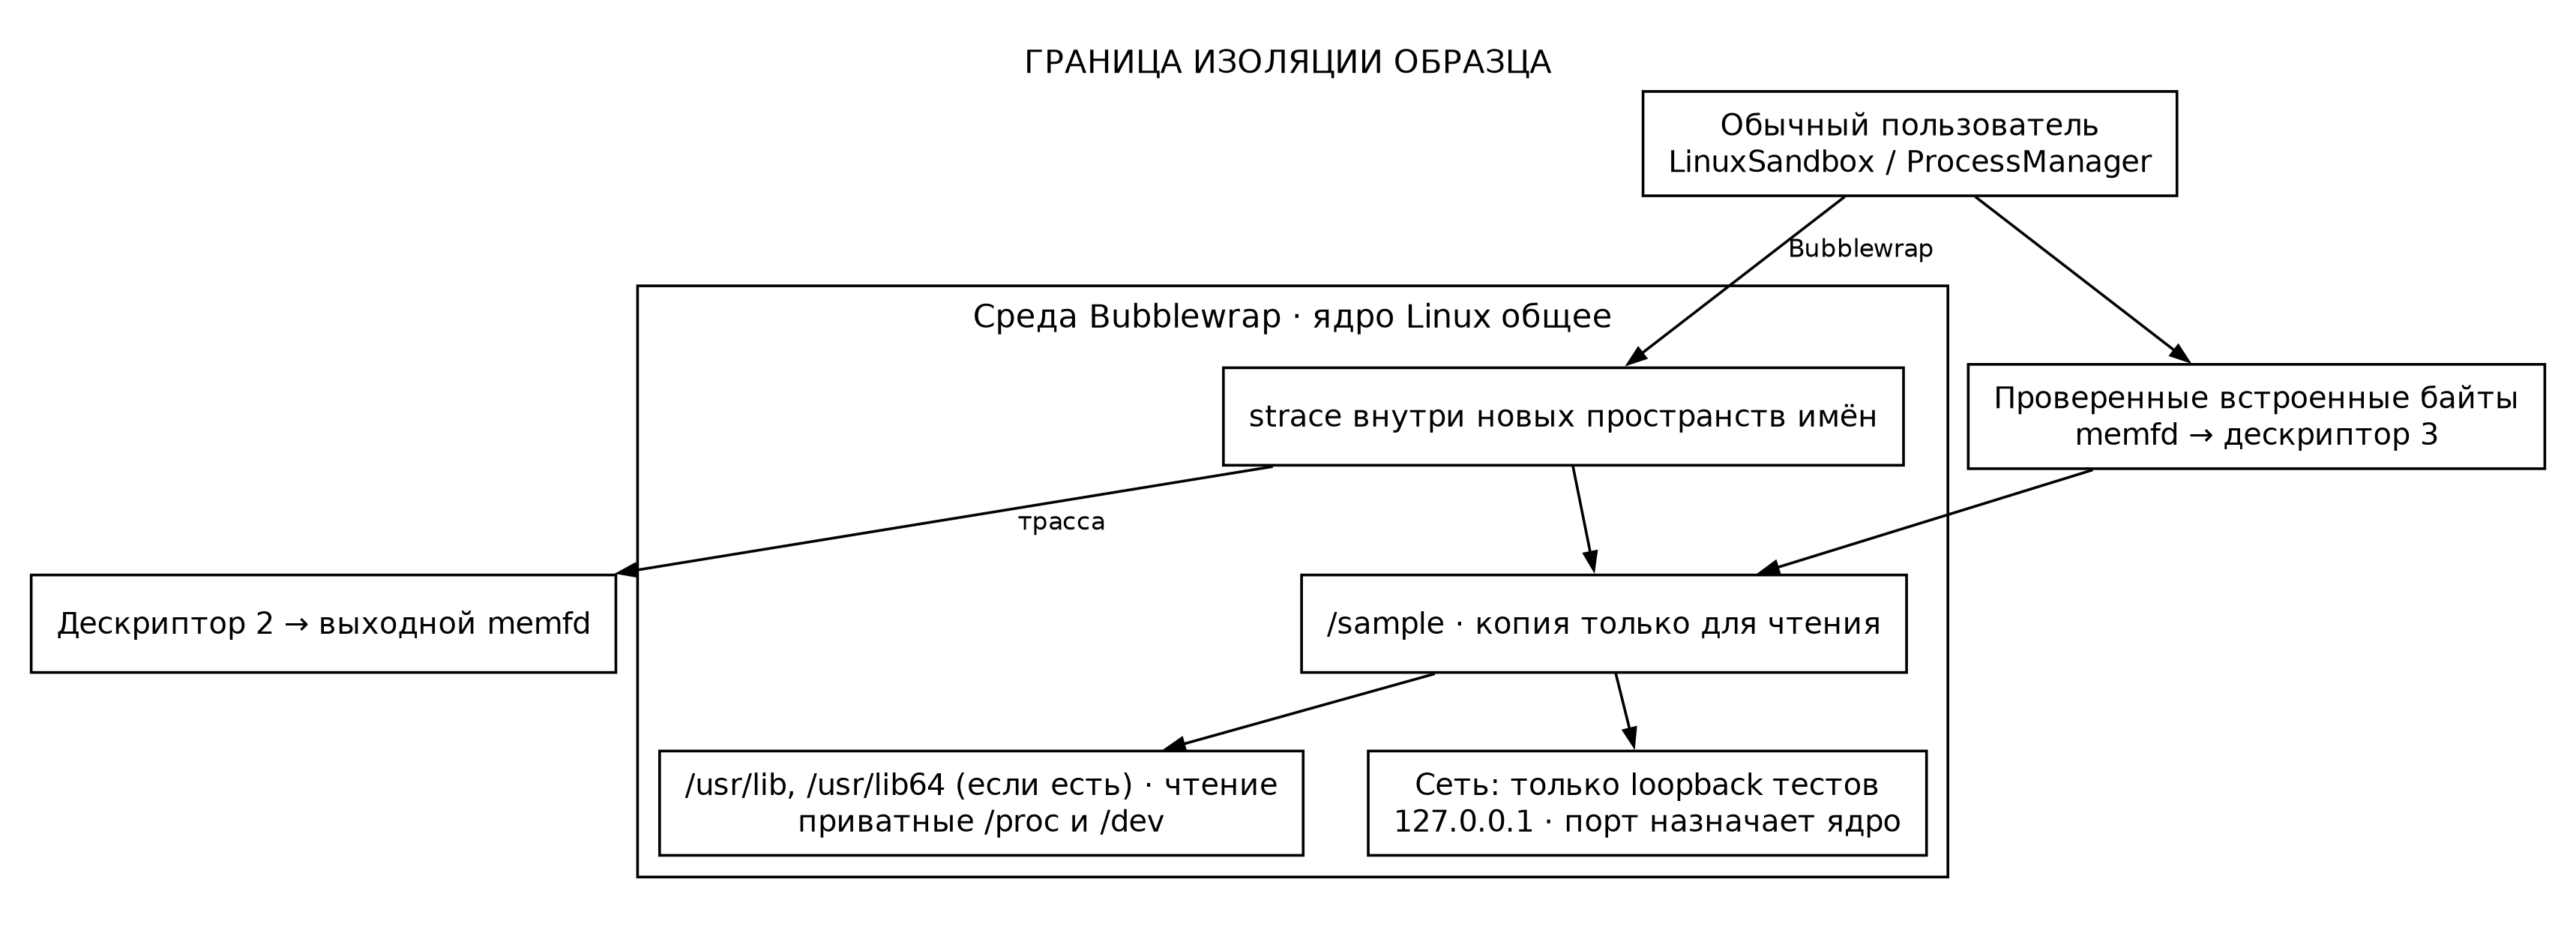 ГРАНИЦА ИЗОЛЯЦИИ ОБРАЗЦА
Обычный пользователь
LinuxSandbox / ProcessManager
Bubblewrap
Среда Bubblewrap · ядро Linux общее
strace внутри новых пространств имён
Проверенные встроенные байты
memfd → дескриптор 3
трасса
Дескриптор 2 → выходной memfd
/sample · копия только для чтения
/usr/lib, /usr/lib64 (если есть) · чтение
приватные /proc и /dev
Сеть: только loopback тестов
127.0.0.1 · порт назначает ядро